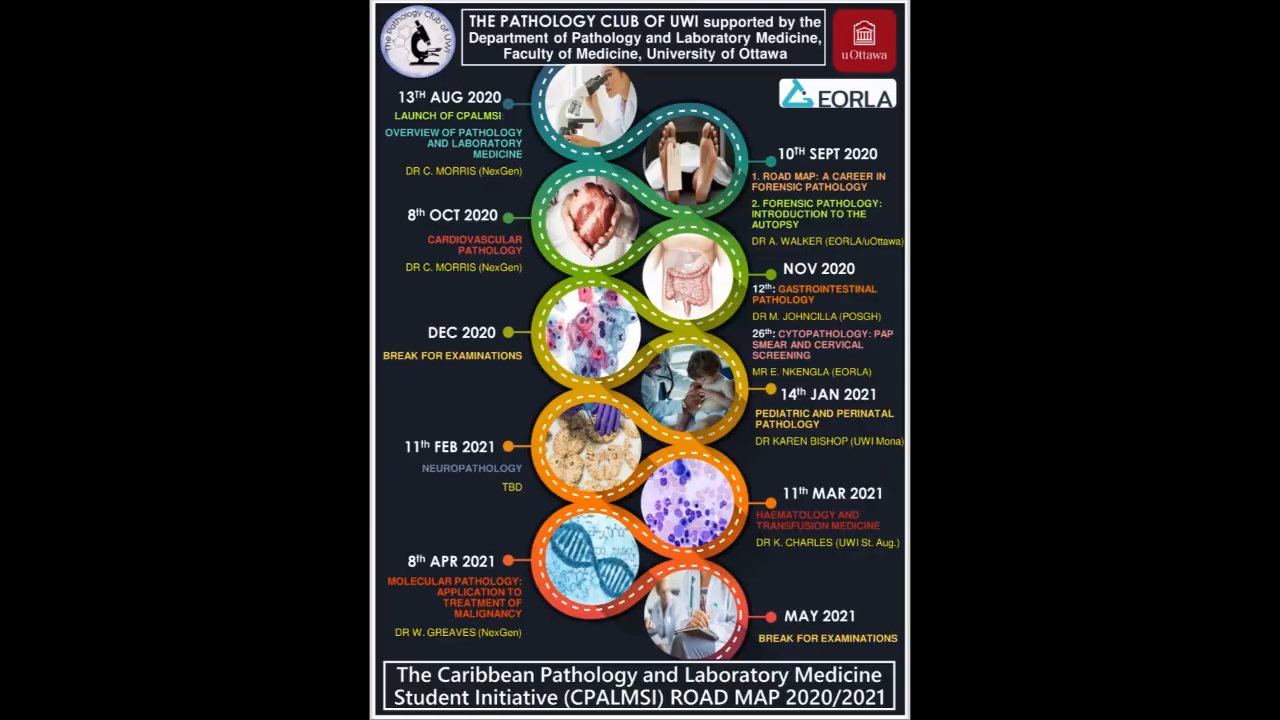 The Pathology Club of UWI
THE PATHOLOGY CLUB OF UWI supported by the
Department of Pathology and Laboratory Medicine,
Faculty of Medicine, University of Ottawa
uOttawa
EORLA
13TH AUG 2020
LAUNCH OF CPALMSI
OVERVIEW OF PATHOLOGY
AND LABORATORY
MEDICINE
DR C. MORRIS (NexGen)
10TH SEPT 2020
1. ROAD MAP: A CAREER IN
FORENSIC PATHOLOGY
2. FORENSIC PATHOLOGY:
INTRODUCTION TO THE
AUTOPSY
DR A. WALKER (EORLA/uOttawa)
8th OCT 2020
CARDIOVASCULAR
PATHOLOGY
DR C. MORRIS (NexGen)
NOV 2020
12th: GASTROINTESTINAL
PATHOLOGY
DR M. JOHNCILLA (POSGH)
26th: CYTOPATHOLOGY: PAP
SMEAR AND CERVICAL
SCREENING
MR E. NKENGLA (EORLA)
DEC 2020
BREAK FOR EXAMINATIONS
14th JAN 2021
PEDIATRIC AND PERINATAL
PATHOLOGY
DR KAREN BISHOP (UWI Mona)
11th FEB 2021
NEUROPATHOLOGY
TBD
11th MAR 2021
HAEMATOLOGY AND
TRANSFUSION MEDICINE
DR K. CHARLES (UWI St. Aug.)
8th APR 2021
MOLECULAR PATHOLOGY:
APPLICATION TO
TREATMENT OF
MALIGNANCY
DR W. GREAVES (NexGen)
MAY 2021
BREAK FOR EXAMINATIONS
The Caribbean Pathology and Laboratory Medicine
Student Initiative (CPALMSI) ROAD MAP 2020/2021